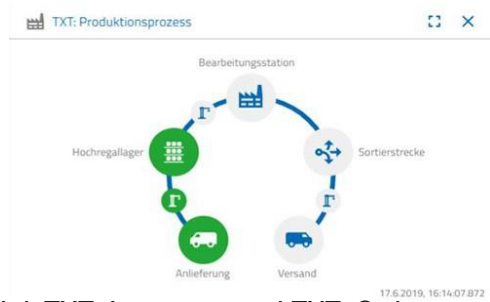 TXT: Produktionsprozess
Bearbeitungsstation
Hochregallager
Sortierstrecke
Anlieferung
Versand
17.6.2019, 16:14:07.872